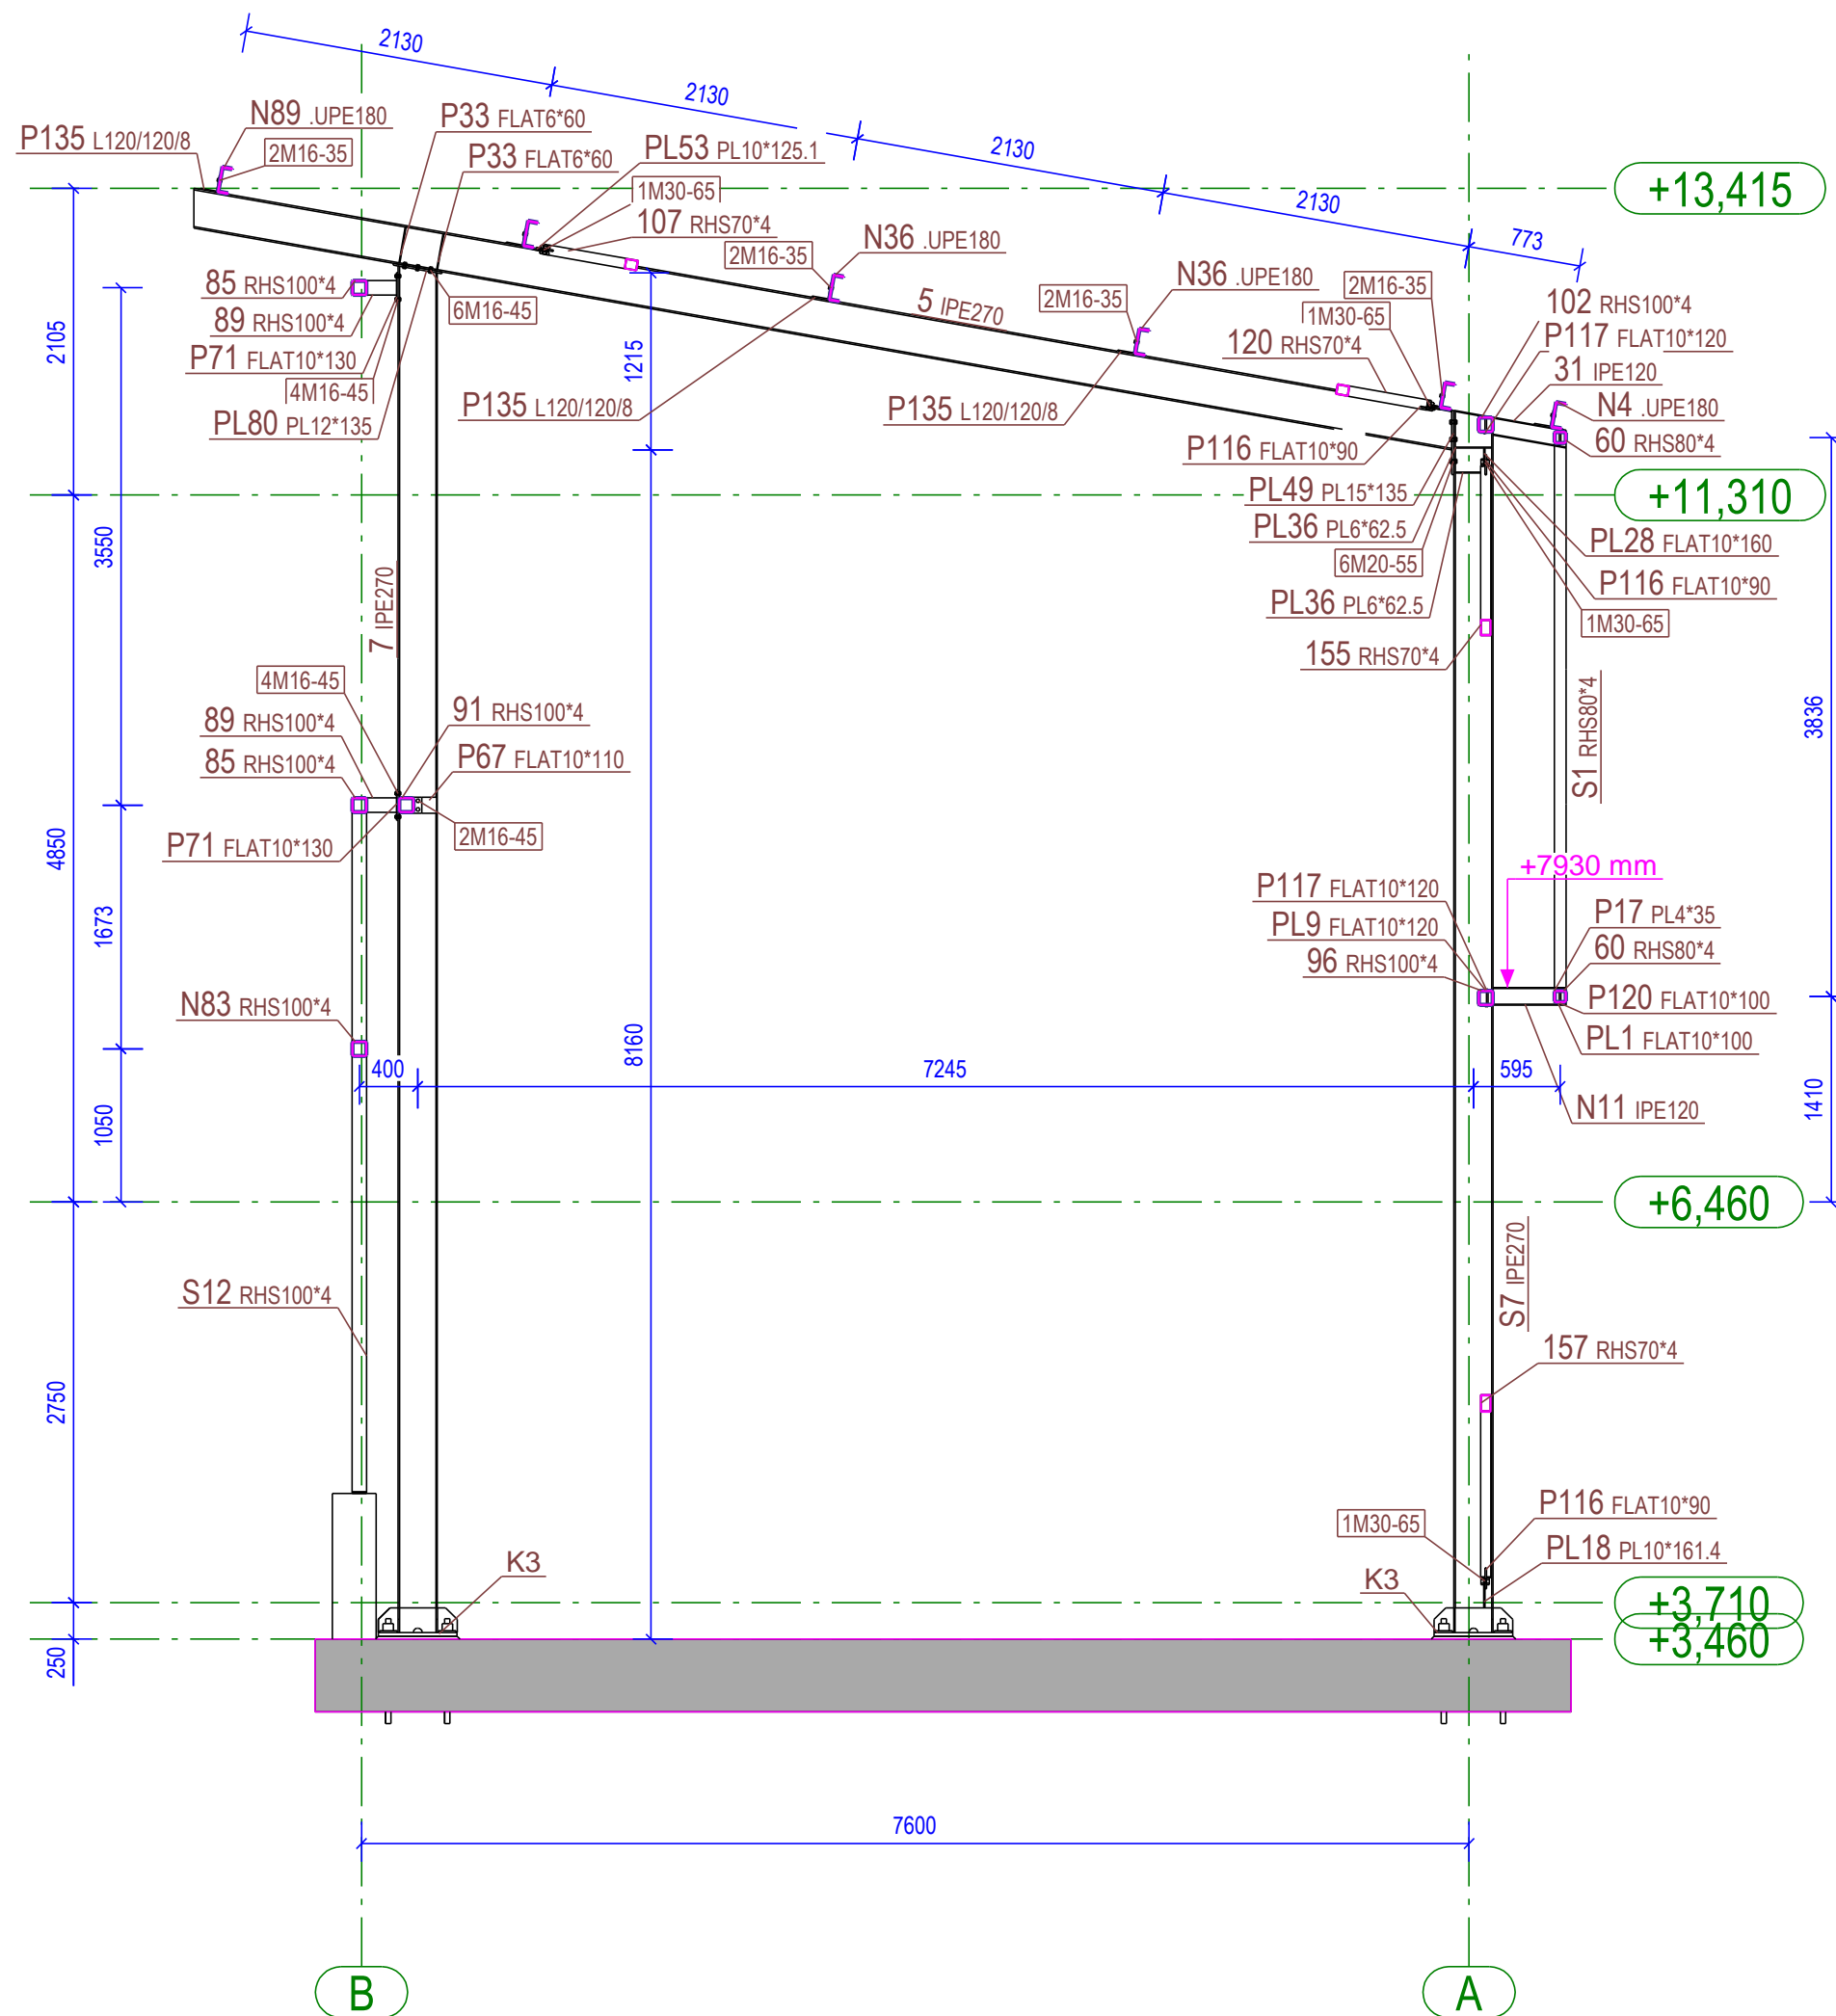 2130
2130
2130
2130
773
N89 .UPE180
P33 FLAT6*60
P135 L120/120/8
2M16-35
PL53 PL10*125.1
P33 FLAT6*60
+13,415
1M30-65
107 RHS70*4
N36 .UPE180
2M16-35
N36 .UPE180
85 RHS100*4
2M16-35
2M16-35
102 RHS100*4
89 RHS100*4
6M16-45
5 IPE270
1M30-65
P117 FLAT10*120
2105
1215
P71 FLAT10*130
120 RHS70*4
31 IPE120
4M16-45
P135 L120/120/8
P135 L120/120/8
N4 .UPE180
PL80 PL12*135
P116 FLAT10*90
60 RHS80*4
PL49 PL15*135
+11,310
PL36 PL6*62.5
PL28 FLAT10*160
3550
6M20-55
P116 FLAT10*90
PL36 PL6*62.5
1M30-65
7 IPE270
155 RHS70*4
4M16-45
89 RHS100*4
91 RHS100*4
S1 RHS80*4
3836
85 RHS100*4
P67 FLAT10*110
P71 FLAT10*130
2M16-45
4850
+7930 mm
P117 FLAT10*120
1673
PL9 FLAT10*120
P17 PL4*35
96 RHS100*4
60 RHS80*4
N83 RHS100*4
P120 FLAT10*100
8160
PL1 FLAT10*100
400
7245
595
1050
N11 IPE120
1410
+6,460
S12 RHS100*4
S7 IPE270
157 RHS70*4
2750
P116 FLAT10*90
1M30-65
PL18 PL10*161.4
K3
K3
+3,710
250
+3,460
7600
B
A